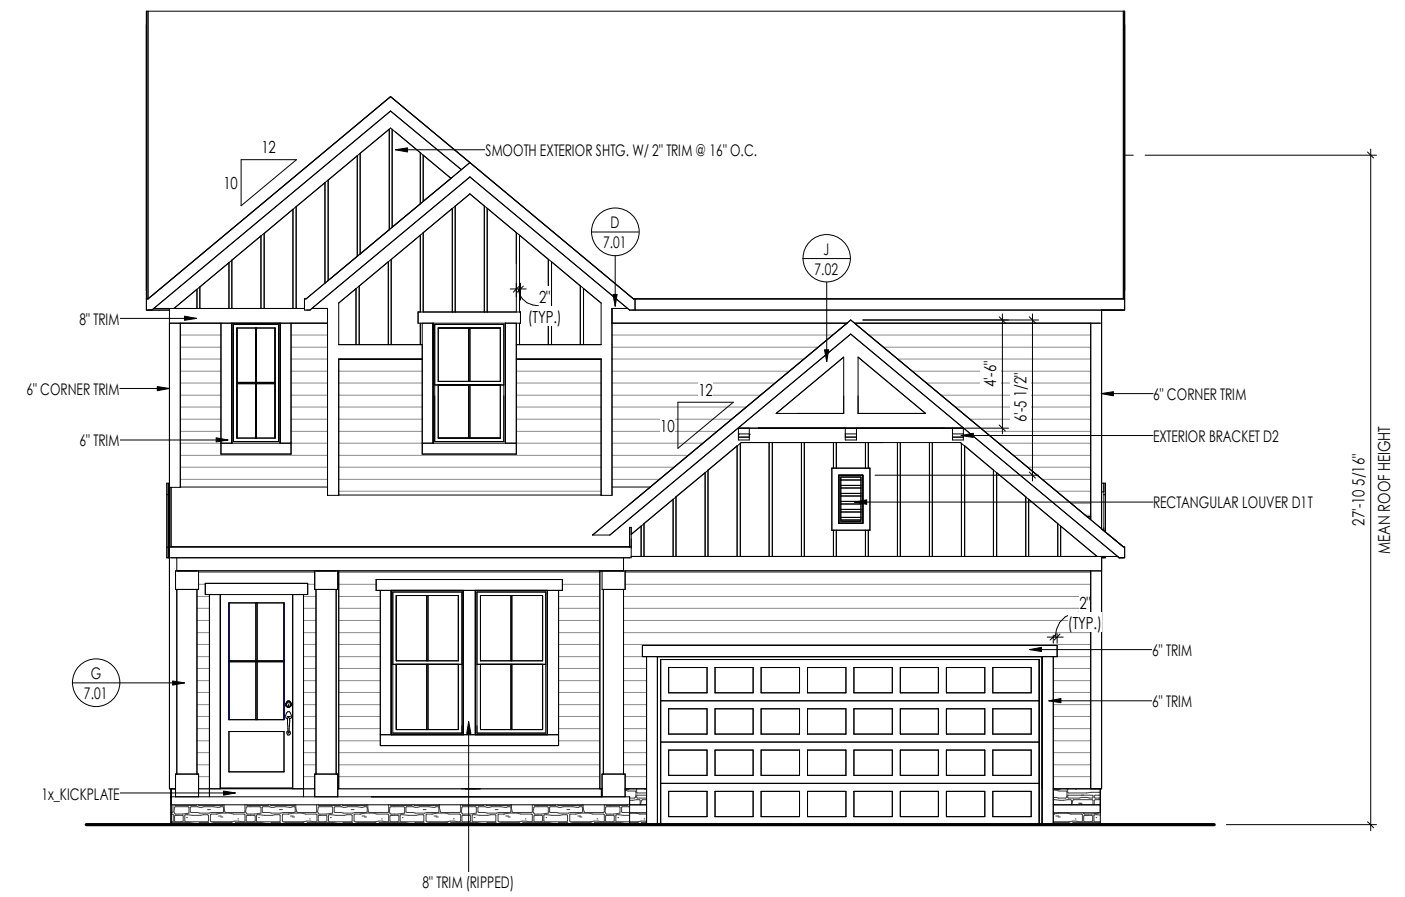 12
10
SMOOTH EXTERIOR SHTG. W/ 2" TRIM @ 16" O.C.
D
7.01
J
7.02
2"
(TYP.)
8" TRIM
6" CORNER TRIM
6" TRIM
12
10
4'-6"
6'-5 1/2"
6" CORNER TRIM
EXTERIOR BRACKET D2
RECTANGULAR LOUVER D1T
27'-10 5/16"
MEAN ROOF HEIGHT
2"
(TYP.)
6" TRIM
6" TRIM
G
7.01
1x_KICKPLATE
8" TRIM (RIPPED)